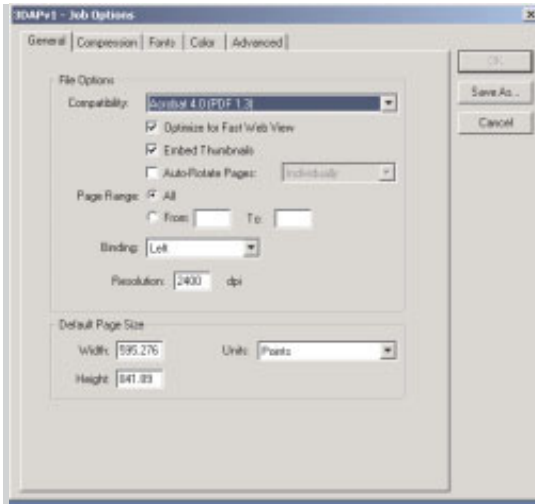 3DAPv1 - Job Options
General Compression Fonts Color Advanced
OK
Save As...
Cancel
File Options
Compatibility: Acrobat 4.0 (PDF 1.3)
Optimize for Fast Web View
Embed Thumbnails
Auto-Rotate Pages: Individually
Page Range: All
From: To:
Binding: Left
Resolution: 2400 dpi
Default Page Size
Width: 595.276 Units: Points
Height: 841.89